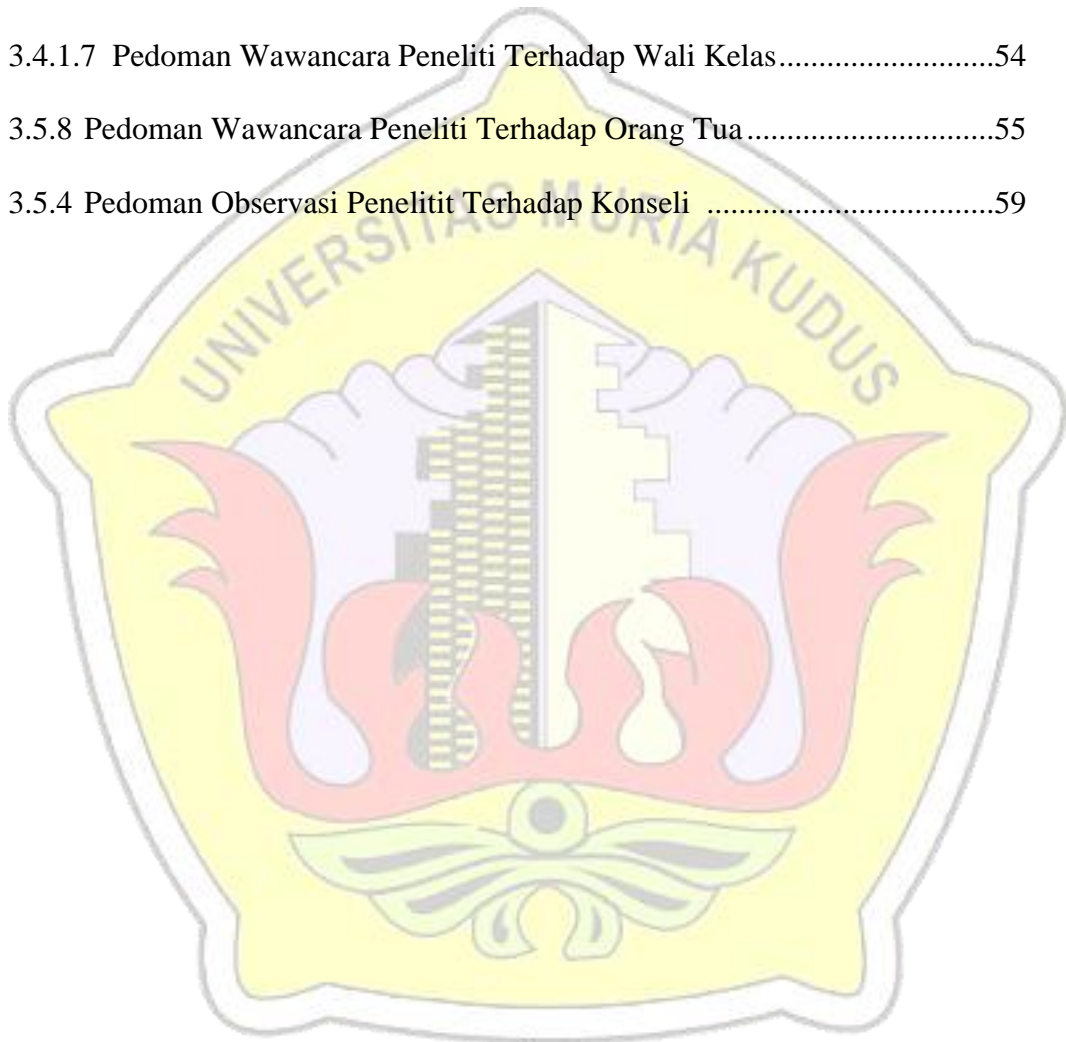 3.4.1.7 Pedoman Wawancara Peneliti Terhadap Wali Kelas...........................54
3.5.8 Pedoman Wawancara Peneliti Terhadap Orang Tua...............................55
3.5.4 Pedoman Observasi Penelitit Terhadap Konseli ....................................59
UNIVERSITAS MURIA KUDUS